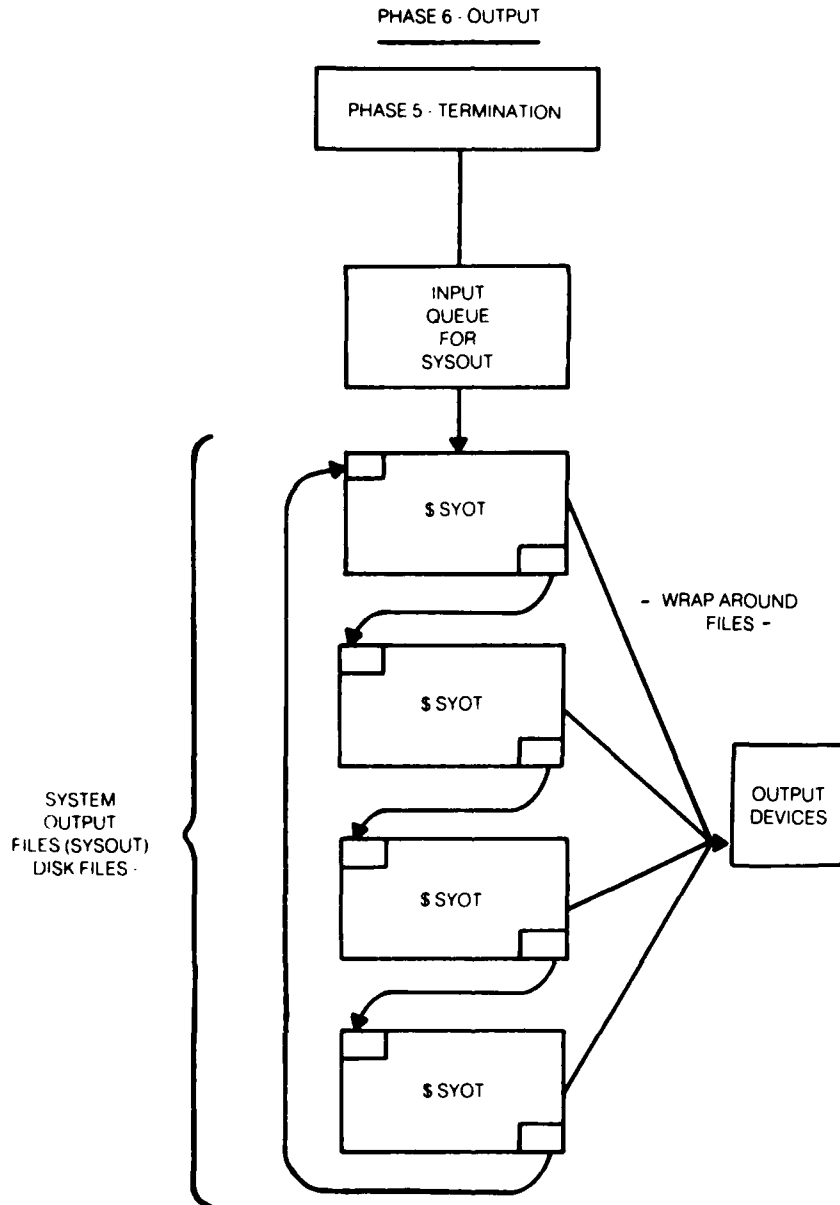 PHASE 6 - OUTPUT
PHASE 5 - TERMINATION
INPUT
QUEUE
FOR
SYSOUT
$ SYOT
- WRAP AROUND
FILES -
$ SYOT
SYSTEM
OUTPUT
FILES (SYSOUT)
DISK FILES -
OUTPUT
DEVICES
$ SYOT
$ SYOT